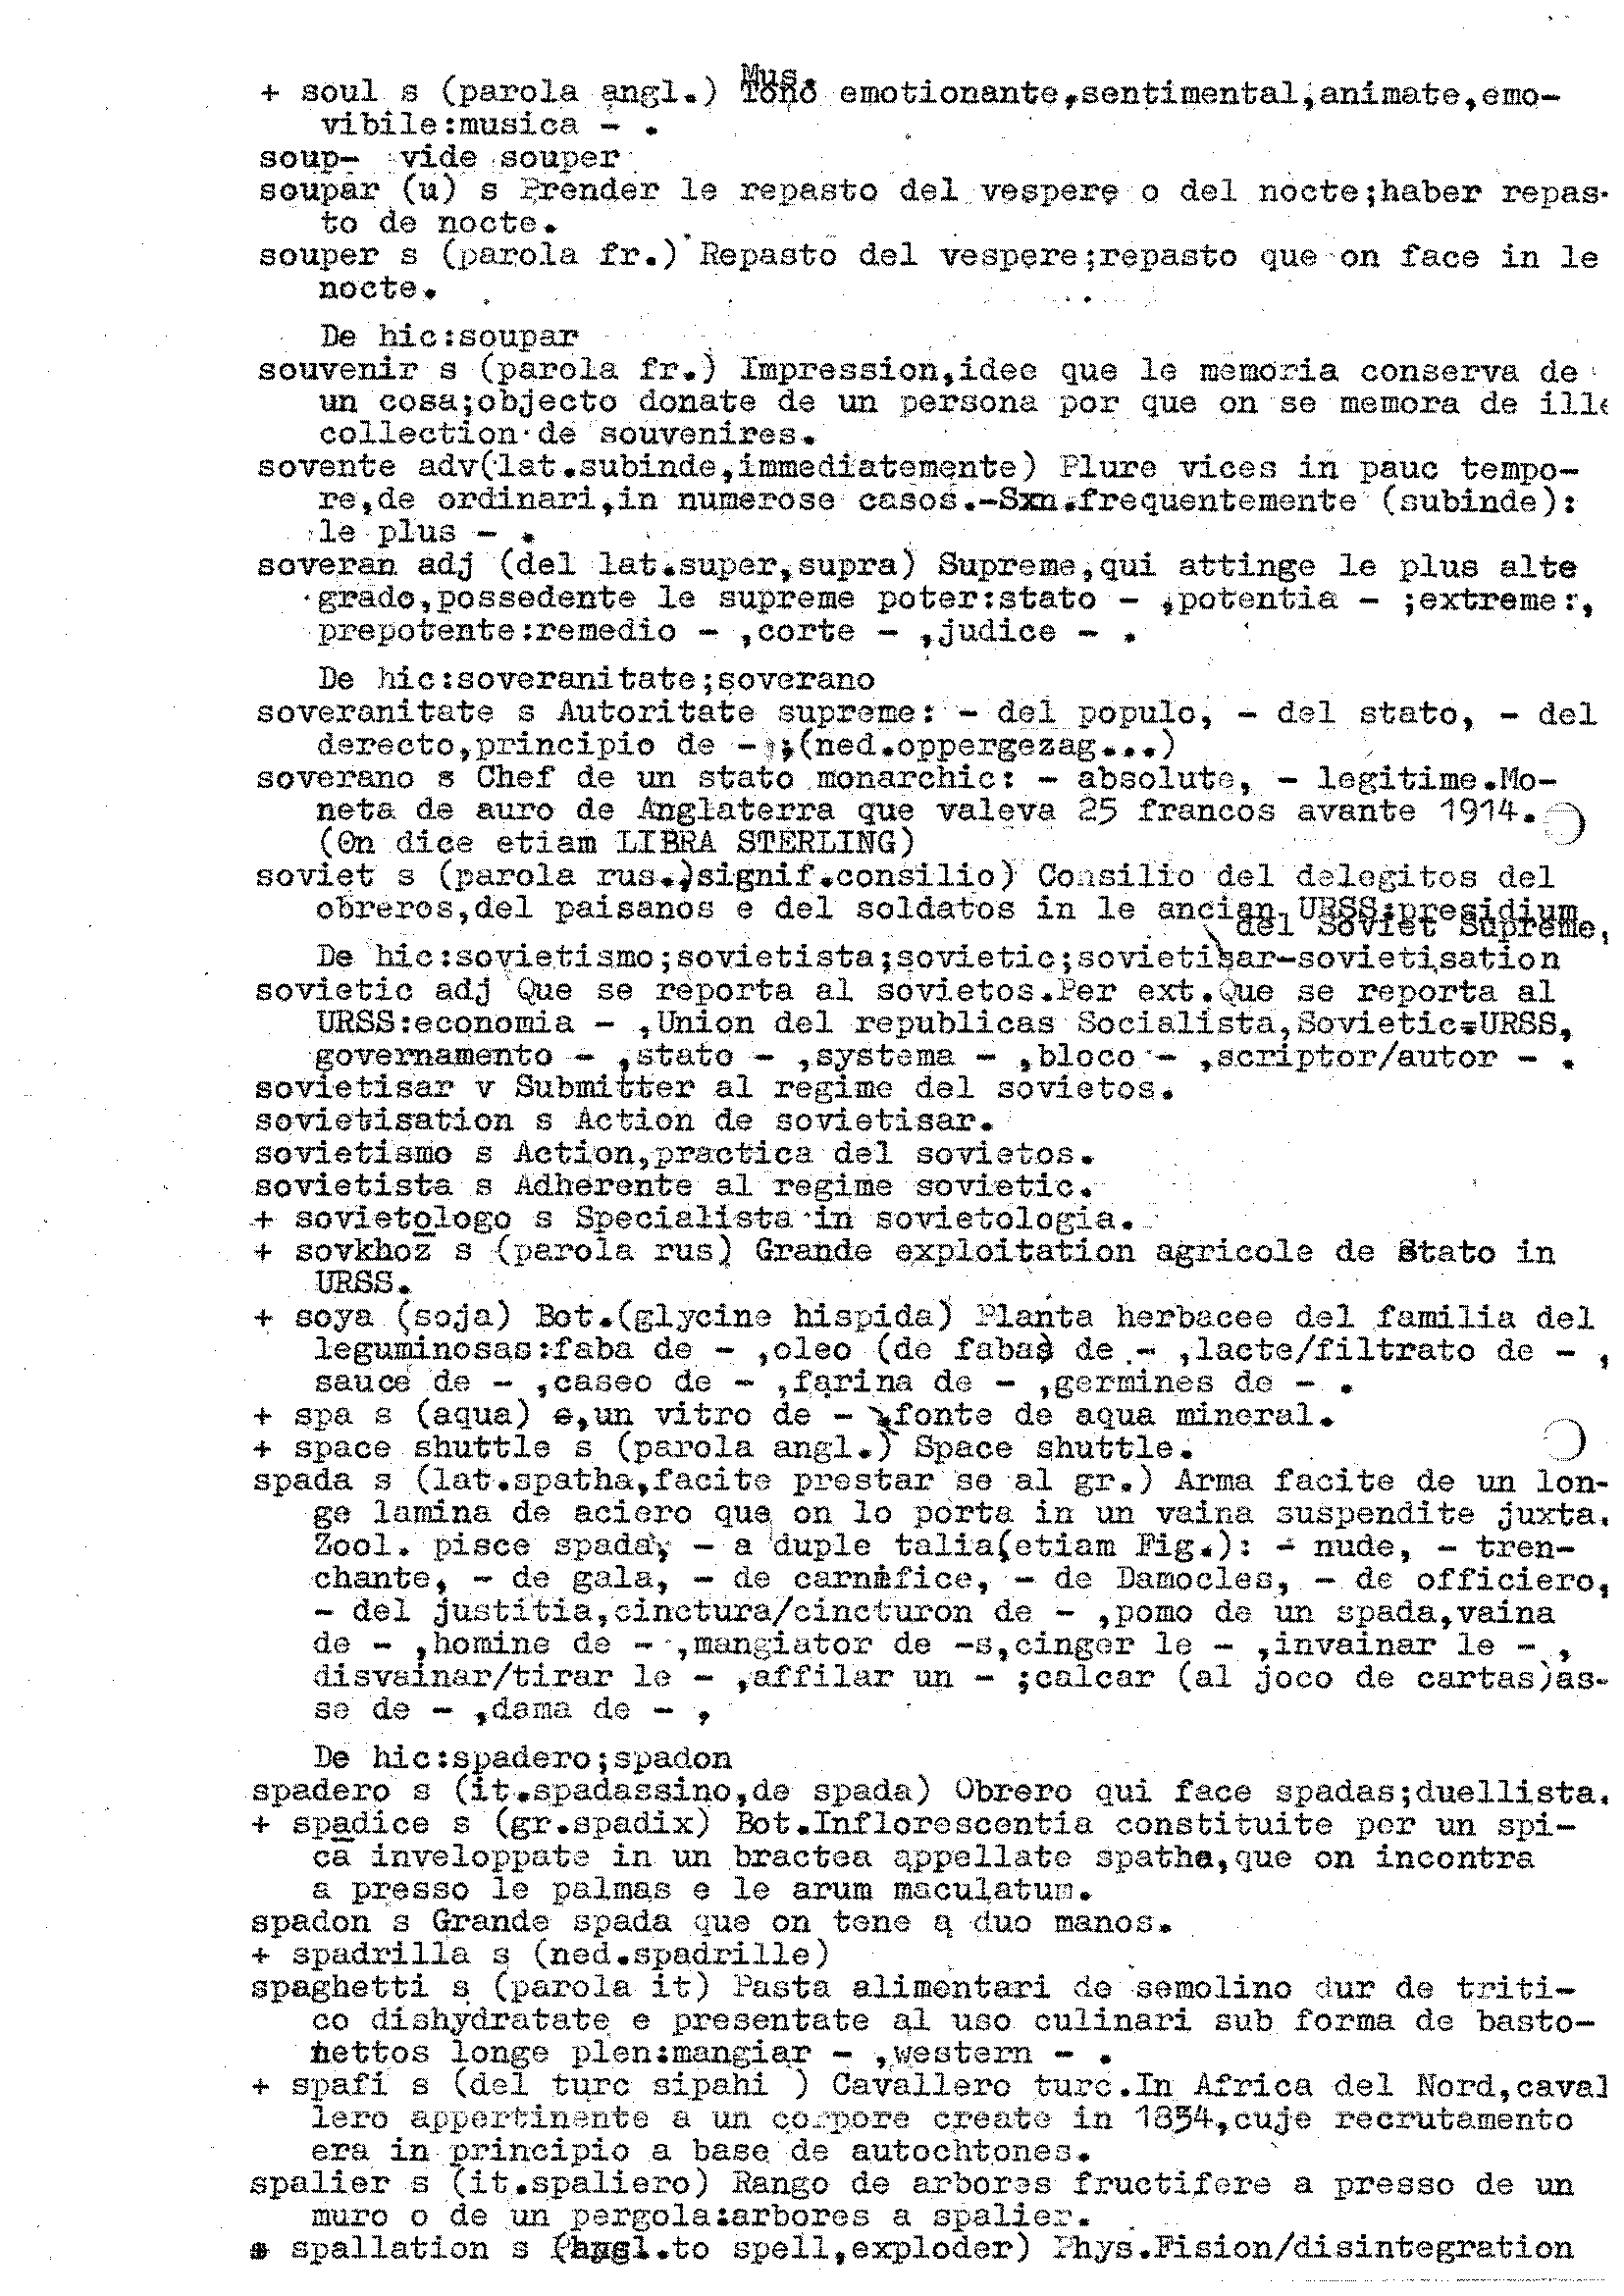 Mus.
+ soul s (parola angl.) Tono emotionante,sentimental,animate,emo-
vibile:musica - .
soup- vide souper
soupar (u) s Prender le repasto del vespere o del nocte;haber repas-
to de nocte.
souper s (parola fr.) Repasto del vespere;repasto que on face in le
nocte.
De hic:soupar
souvenir s (parola fr.) Impression,idee que le memoria conserva de
un cosa;objecto donate de un persona por que on se memora de ille
collection de souvenires.
sovente adv(lat.subinde,immediatemente) Plure vices in pauc tempo-
re,de ordinari,in numerose casos.-Sxn.frequentemente (subinde):
le plus - .
soveran adj (del lat.super,supra) Supreme,qui attinge le plus alte
grado,possedente le supreme poter:stato - ,potentia - ;extreme:,
prepotente:remedio - ,corte - ,judice - .
De hic:soveranitate;soverano
soveranitate s Autoritate supreme: - del populo, - del stato, - del
derecto,principio de - ;(ned.oppergezag...)
soverano s Chef de un stato monarchic: - absolute, - legitime.Mo-
neta de auro de Anglaterra que valeva 25 francos avante 1914.
(On dice etiam LIBRA STERLING)
soviet s (parola rus.)signif.consilio) Consilio del delegitos del
obreros,del paisanos e del soldatos in le ancian URSS:presidium
del Soviet Supreme,
De hic:sovietismo;sovietista;sovietic;sovietisar-sovietisation
sovietic adj Que se reporta al sovietos.Per ext.Que se reporta al
URSS:economia - ,Union del republicas Socialista,Sovietic=URSS,
governamento - ,stato - ,systema - ,bloco - ,scriptor/autor - .
sovietisar v Submitter al regime del sovietos.
sovietisation s Action de sovietisar.
sovietismo s Action,practica del sovietos.
sovietista s Adherente al regime sovietic.
+ sovietologo s Specialista in sovietologia.
+ sovkhoz s (parola rus) Grande exploitation agricole de Stato in
URSS.
+ soya (soja) Bot.(glycine hispida) Planta herbacee del familia del
leguminosas:faba de - ,oleo (de fabas) de - ,lacte/filtrato de - ,
sauce de - ,caseo de - ,farina de - ,germines de - .
+ spa s (aqua) e,un vitro de - ,fonte de aqua mineral.
+ space shuttle s (parola angl.) Space shuttle.
spada s (lat.spatha,facite prestar se al gr.) Arma facite de un lon-
ge lamina de aciero que on lo porta in un vaina suspendite juxta.
Zool. pisce spada, - a duple talia(etiam Fig.): - nude, - tren-
chante, - de gala, - de carnifice, - de Damocles, - de officiero,
- del justitia,cinctura/cincturon de - ,pomo de un spada,vaina
de - ,homine de - ,mangiator de -s,cinger le - ,invainar le - ,
disvainar/tirar le - ,affilar un - ;calcar (al joco de cartas)as-
se de - ,dama de - ,
De hic:spadero;spadon
spadero s (it.spadassino,de spada) Obrero qui face spadas;duellista.
+ spadice s (gr.spadix) Bot.Inflorescentia constituite per un spi-
ca inveloppate in un bractea appellate spatha,que on incontra
a presso le palmas e le arum maculatum.
spadon s Grande spada que on tene a duo manos.
+ spadrilla s (ned.spadrille)
spaghetti s (parola it) Pasta alimentari de semolino dur de triti-
co dishydratate e presentate al uso culinari sub forma de basto-
nettos longe plen:mangiar - ,western - .
+ spafi s (del turc sipahi ) Cavallero turc.In Africa del Nord,caval
lero appertinente a un corpore create in 1834,cuje recrutamento
era in principio a base de autochtones.
spalier s (it.spaliero) Rango de arbores fructifere a presso de un
muro o de un pergola:arbores a spalier.
+ spallation s (angl.to spell,exploder) Phys.Fision/disintegration